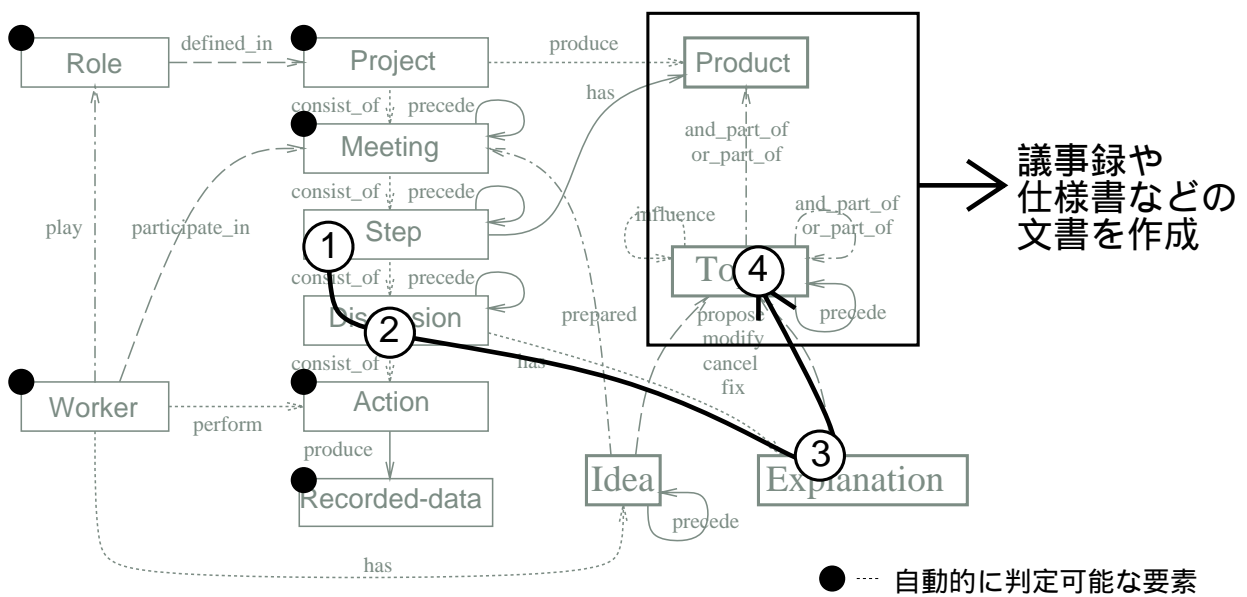 Role
defined_in
Project
produce
Product
has
consist_of
precede
and_part_of
or_part_of
Meeting
議事録や
仕様書などの
文書を作成
consist_of
precede
play
participate_in
1
Step
influence
and_part_of
or_part_of
4
consist_of
precede
2
prepared
propose
modify
cancel
fix
precede
has
consist_of
Worker
perform
Action
produce
3
Idea
Explanation
Recorded-data
precede
has
自動的に判定可能な要素